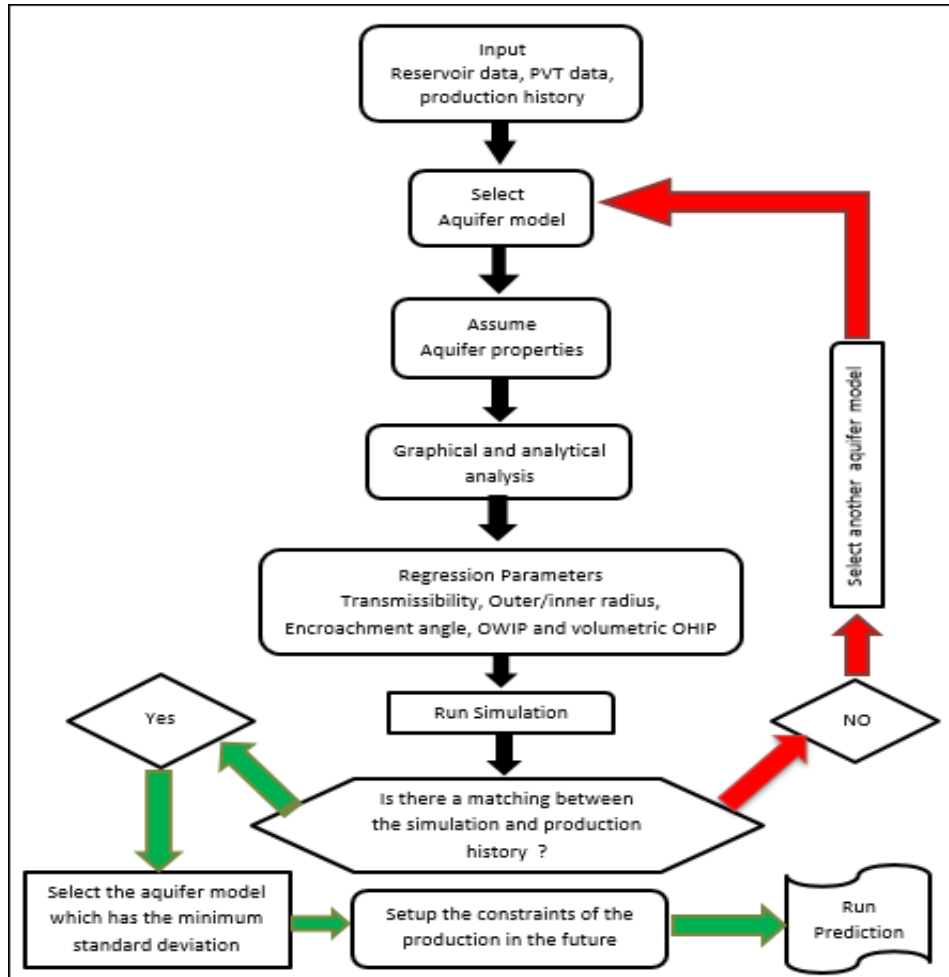 Input
Reservoir data, PVT data,
production history
Select
Aquifer model
Assume
Aquifer properties
Graphical and analytical
analysis
Regression Parameters
Transmissibility, Outer/inner radius,
Encroachment angle, OWIP and volumetric OHIP
Run Simulation
Is there a matching between
the simulation and production
history ?
Yes
NO
Select another aquifer model
Select the aquifer model
which has the minimum
standard deviation
Setup the constraints of the
production in the future
Run
Prediction